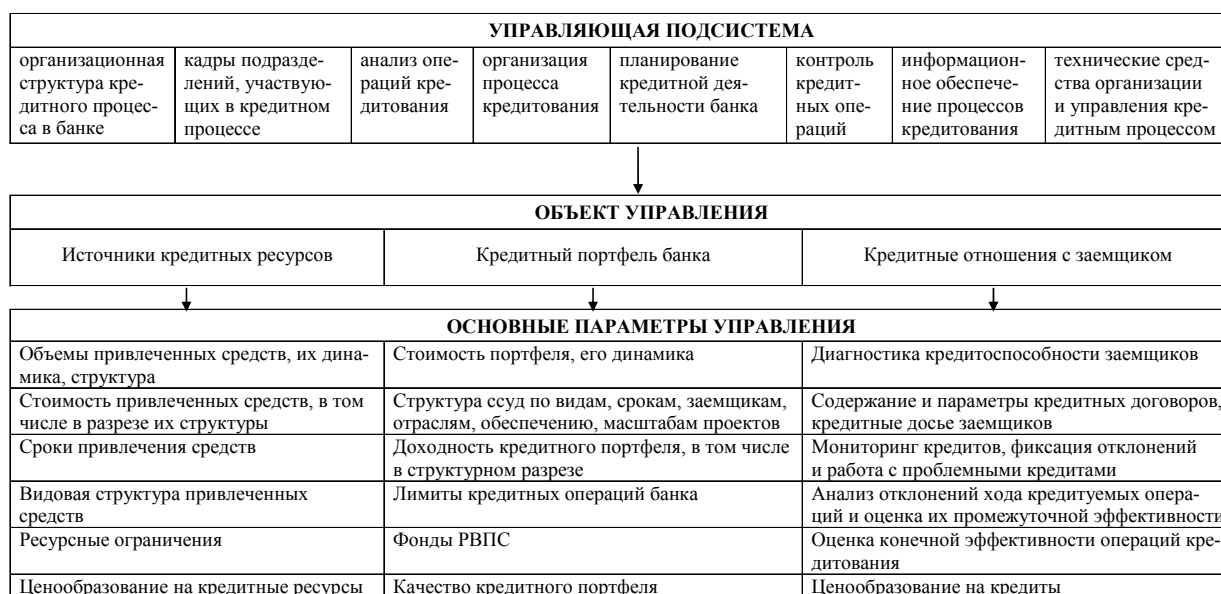 УПРАВЛЯЮЩАЯ ПОДСИСТЕМА
организационная
структура кре-
дитного процес-
са в банке
кадры подразде-
лений, участвую-
щих в кредитном
процессе
анализ опе-
раций кре-
дитования
организация
процесса
кредитования
планирование
кредитной дея-
тельности банка
контроль
кредит-
ных опе-
раций
информацион-
ное обеспече-
ние процессов
кредитования
технические сред-
ства организации
и управления кре-
дитным процессом
ОБЪЕКТ УПРАВЛЕНИЯ
Источники кредитных ресурсов
Кредитный портфель банка
Кредитные отношения с заемщиком
ОСНОВНЫЕ ПАРАМЕТРЫ УПРАВЛЕНИЯ
Объемы привлеченных средств, их дина-
мика, структура
Стоимость портфеля, его динамика
Диагностика кредитоспособности заемщиков
Стоимость привлеченных средств, в том
числе в разрезе их структуры
Структура ссуд по видам, срокам, заемщикам,
отраслям, обеспечению, масштабам проектов
Содержание и параметры кредитных договоров,
кредитные досье заемщиков
Сроки привлечения средств
Доходность кредитного портфеля, в том числе
в структурном разрезе
Мониторинг кредитов, фиксация отклонений
и работа с проблемными кредитами
Видовая структура привлеченных
средств
Лимиты кредитных операций банка
Анализ отклонений хода кредитуемых опера-
ций и оценка их промежуточной эффективности
Ресурсные ограничения
Фонды РВПС
Оценка конечной эффективности операций кре-
дитования
Ценообразование на кредитные ресурсы
Качество кредитного портфеля
Ценообразование на кредиты